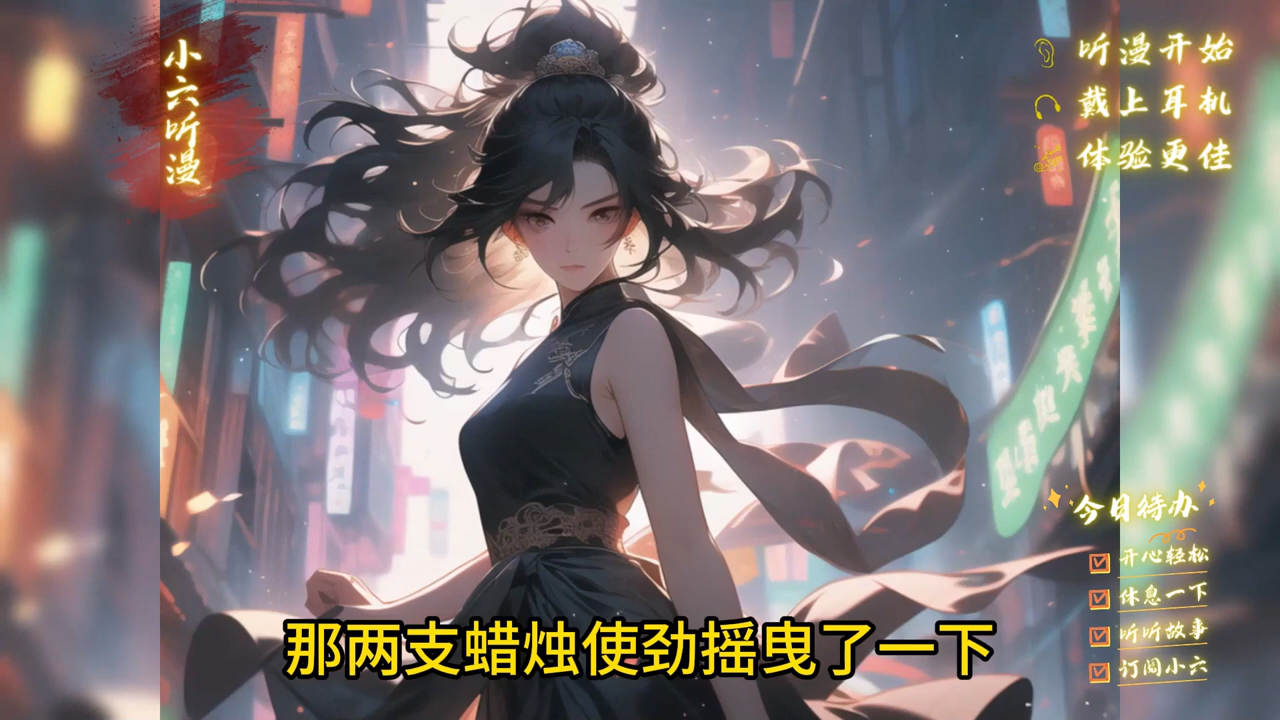 小六听漫
听漫开始
戴上耳机
体验更佳
今日待办
开心轻松
休息一下
听听故事
订阅小六
那两支蜡烛使劲摇曳了一下